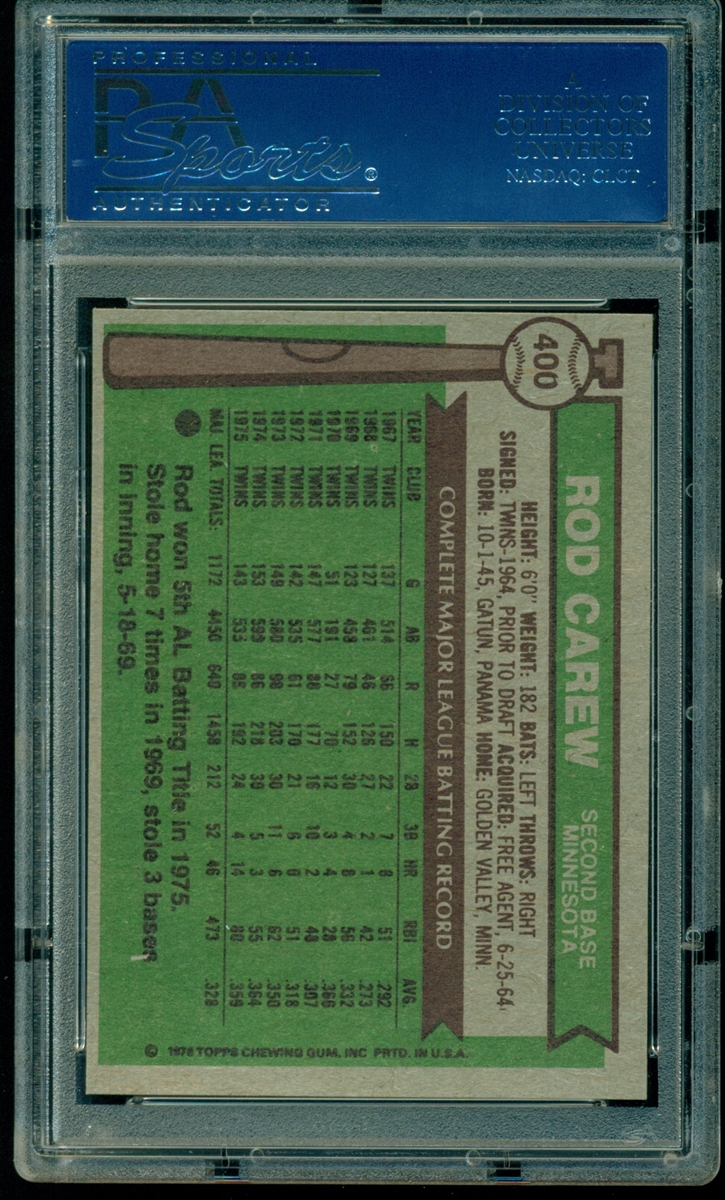 PROFESSIONAL
PSA
Sports®
AUTHENTICATOR
A
DIVISION OF
COLLECTORS
UNIVERSE
NASDAQ: CLCT
400
ROD CAREW
SECOND BASE
MINNESOTA
HEIGHT: 6'0" WEIGHT: 182 BATS: LEFT THROWS: RIGHT
SIGNED: TWINS-1964, PRIOR TO DRAFT ACQUIRED: FREE AGENT, 6-25-64
BORN: 10-1-45, GATUN, PANAMA HOME: GOLDEN VALLEY, MINN.
COMPLETE MAJOR LEAGUE BATTING RECORD
YEAR CLUB G AB R H 2B 3B HR RBI AVG.
1967 TWINS 137 514 66 150 22 7 8 51 .292
1968 TWINS 127 461 46 126 27 2 1 42 .273
1969 TWINS 123 458 79 152 30 4 8 56 .332
1970 TWINS 51 191 27 70 12 3 4 28 .366
1971 TWINS 147 577 88 177 16 10 2 48 .307
1972 TWINS 142 535 61 170 21 6 0 51 .318
1973 TWINS 149 580 98 203 30 11 6 62 .350
1974 TWINS 153 599 86 218 30 5 3 55 .364
1975 TWINS 143 535 89 192 24 4 14 80 .359
MAJ. LEA. TOTALS: 1172 4450 640 1458 212 52 46 473 .328
Rod won 5th AL Batting Title in 1975.
Stole home 7 times in 1969, stole 3 bases
in inning, 5-18-69.
© 1976 TOPPS CHEWING GUM, INC PRTD. IN U.S.A.